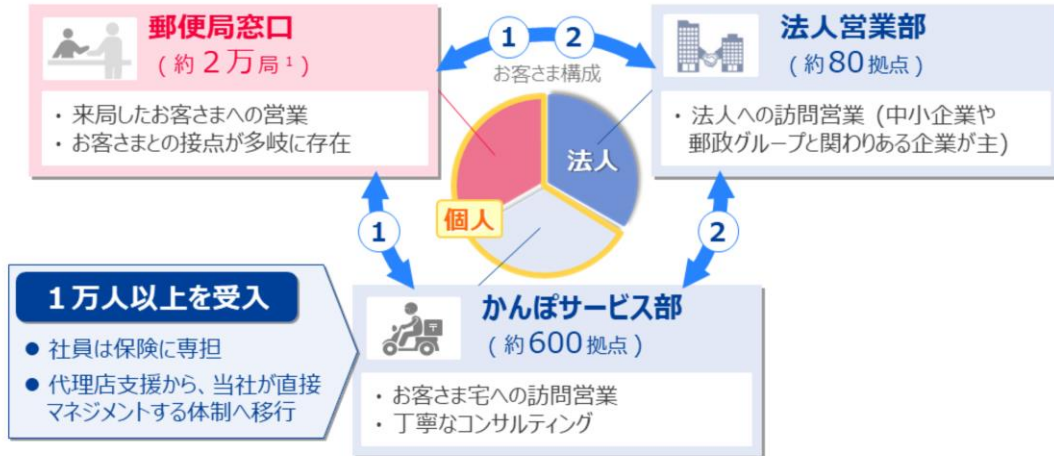 郵便局窓口
（約2万局¹）
・来局したお客さまへの営業
・お客さまとの接点が多岐に存在
1 2
お客さま構成
法人営業部
（約80拠点）
・法人への訪問営業（中小企業や
郵政グループと関わりある企業が主）
法人
個人
1
2
1万人以上を受入
● 社員は保険に専担
● 代理店支援から、当社が直接
マネジメントする体制へ移行
かんぽサービス部
（約600拠点）
・お客さま宅への訪問営業
・丁寧なコンサルティング
〒